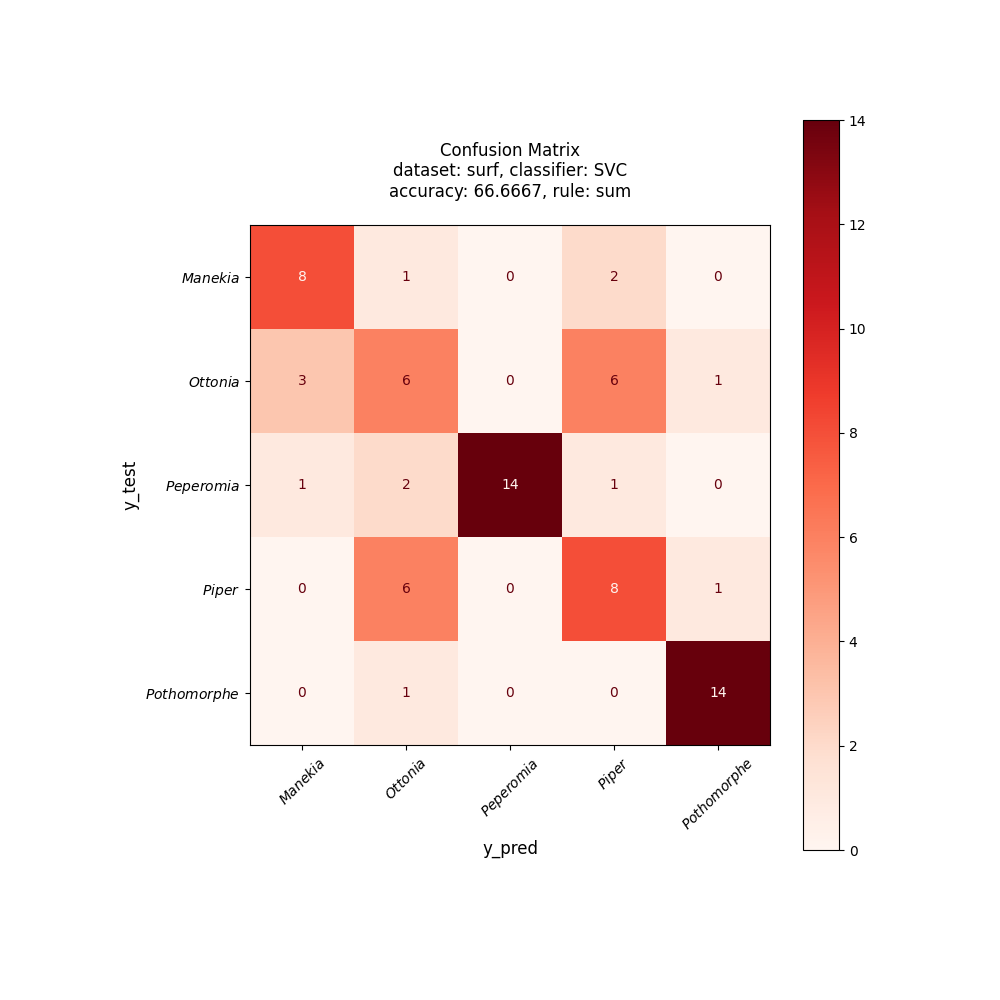 Confusion Matrix
dataset: surf, classifier: SVC
accuracy: 66.6667, rule: sum
14
12
10
8
6
4
2
0
y_test
Manekia 8 1 0 2 0
Ottonia 3 6 0 6 1
Peperomia 1 2 14 1 0
Piper 0 6 0 8 1
Pothomorphe 0 1 0 0 14
Manekia Ottonia Peperomia Piper Pothomorphe
y_pred